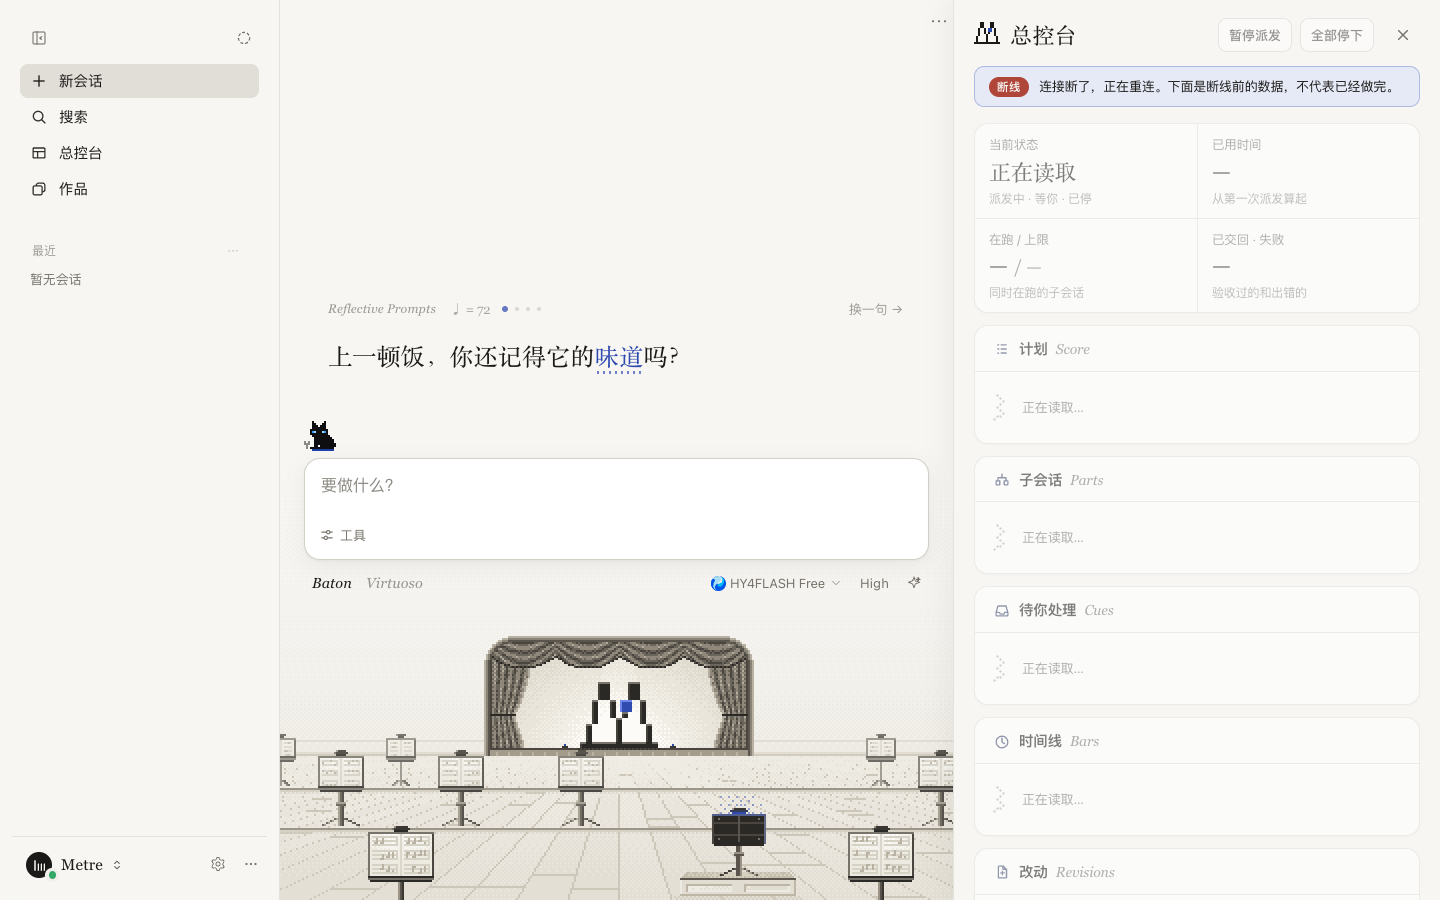 新会话
搜索
总控台
作品
最近
暂无会话
Metre
Reflective Prompts ♩ = 72
换一句 →
上一顿饭，你还记得它的味道吗？
要做什么？
工具
Baton Virtuoso
HY4FLASH Free High
总控台
暂停派发 全部停下
断线 连接断了，正在重连。下面是断线前的数据，不代表已经做完。
当前状态
正在读取
派发中 · 等你 · 已停
已用时间
—
从第一次派发算起
在跑 / 上限
— / —
同时在跑的子会话
已交回 · 失败
—
验收过的和出错的
计划 Score
正在读取...
子会话 Parts
正在读取...
待你处理 Cues
正在读取...
时间线 Bars
正在读取...
改动 Revisions